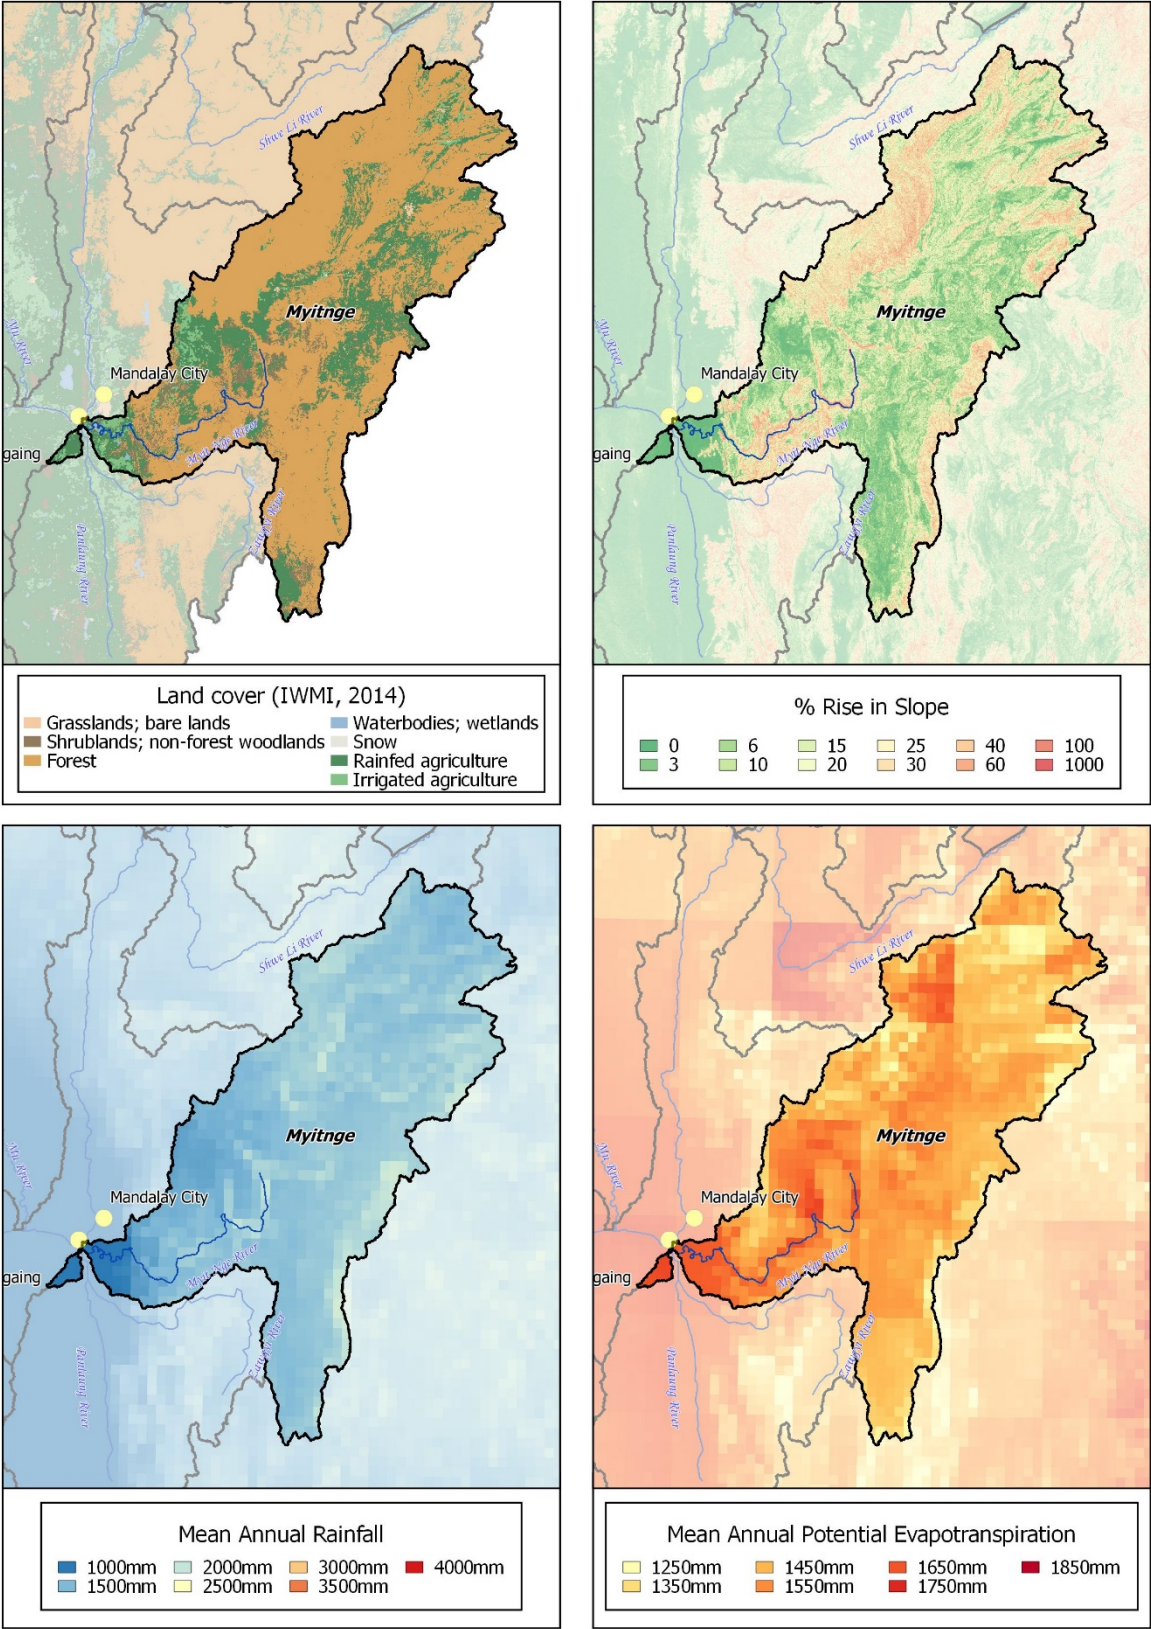 Shwe Li River
Myitnge
Mu River
Mandalay City
gaing
Myit Nge River
Zawgyi River
Panlaung River
Land cover (IWMI, 2014)
Grasslands; bare lands
Waterbodies; wetlands
Shrublands; non-forest woodlands
Snow
Forest
Rainfed agriculture
Irrigated agriculture
Shwe Li River
Myitnge
Mu River
Mandalay City
gaing
Myit Nge River
Panlaung River
% Rise in Slope
0 6 15 25 40 100
3 10 20 30 60 1000
Shwe Li River
Myitnge
Mu River
Mandalay City
gaing
Myit Nge River
Panlaung River
Mean Annual Rainfall
1000mm 2000mm 3000mm 4000mm
1500mm 2500mm 3500mm
Shwe Li River
Myitnge
Mu River
Mandalay City
gaing
Myit Nge River
Panlaung River
Mean Annual Potential Evapotranspiration
1250mm 1450mm 1650mm 1850mm
1350mm 1550mm 1750mm